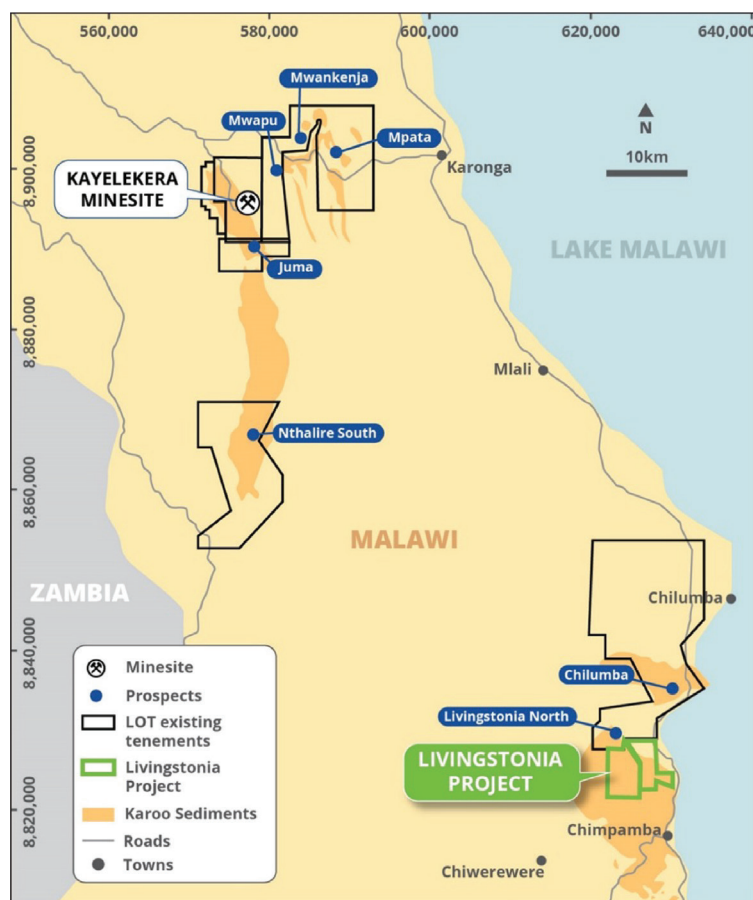 560,000
580,000
600,000
620,000
640,000
8,900,000
8,880,000
8,860,000
8,840,000
8,820,000
Mwankenja
Mwapu
Mpata
N
10km
Karonga
KAYELEKERA
MINESITE
LAKE MALAWI
Juma
Mlali
Nthalire South
MALAWI
ZAMBIA
Chilumba
Chilumba
Livingstonia North
LIVINGSTONIA
PROJECT
Chimpamba
Chiwerewere
Minesite
Prospects
LOT existing
tenements
Livingstonia
Project
Karoo Sediments
Roads
Towns